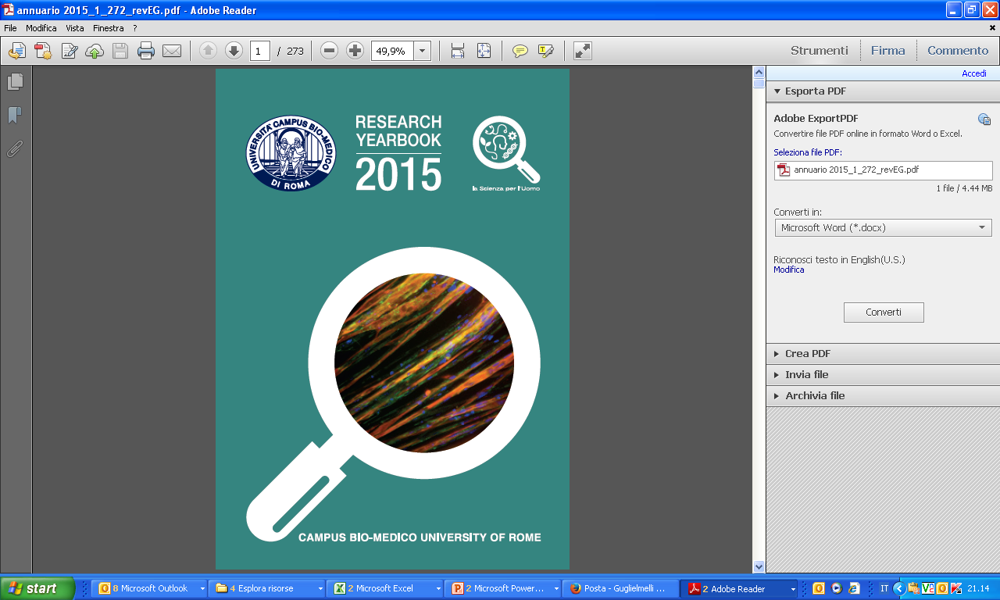 annuario 2015_1_272_revEG.pdf - Adobe Reader
File Modifica Vista Finestra ?
1 / 273 49,9% Strumenti Firma Commento
Accedi
Esporta PDF
Adobe ExportPDF
Convertire file PDF online in formato Word o Excel.
Seleziona file PDF:
annuario 2015_1_272_revEG.pdf
1 file / 4.44 MB
Converti in:
Microsoft Word (*.docx)
Riconosci testo in English(U.S.)
Modifica
Converti
Crea PDF
Invia file
Archivia file
UNIVERSITÀ CAMPUS BIO-MEDICO
DI ROMA
RESEARCH
YEARBOOK
2015
la Scienza per l'Uomo
CAMPUS BIO-MEDICO UNIVERSITY OF ROME
start 8 Microsoft Outlook 4 Esplora risorse 2 Microsoft Excel 2 Microsoft Power... Posta - Guglielmelli ... 2 Adobe Reader IT 21.14